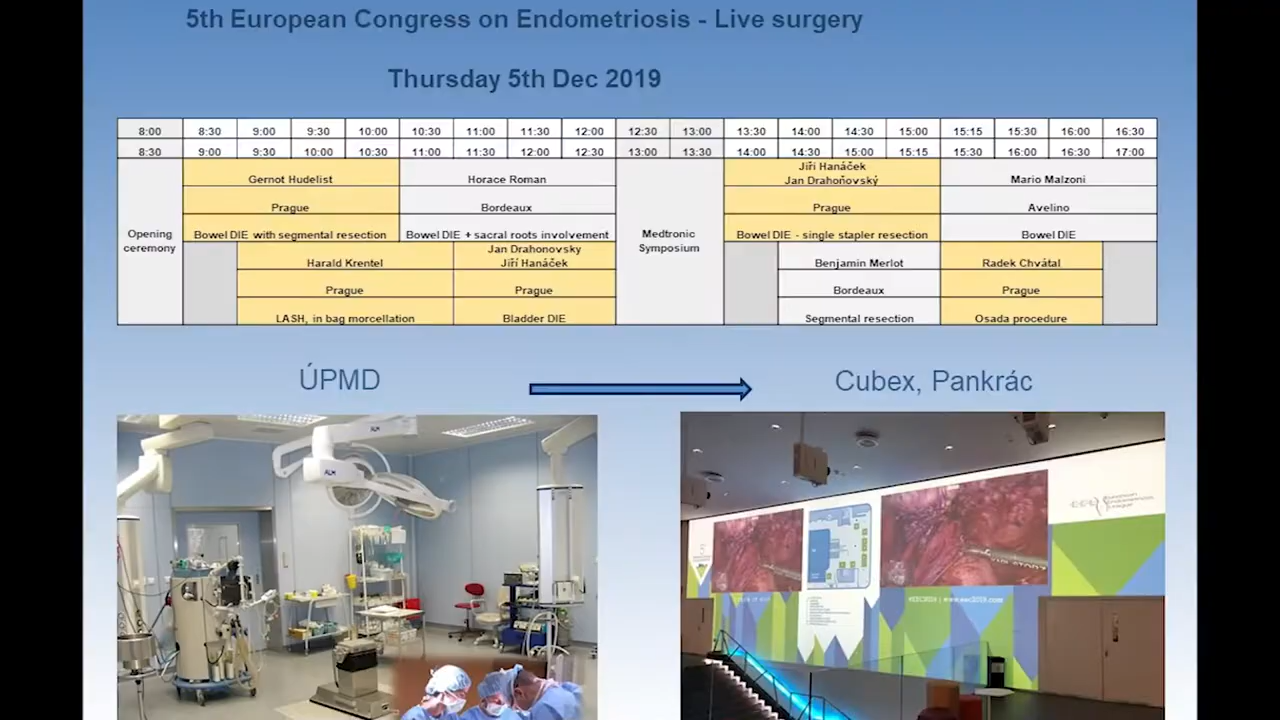 5th European Congress on Endometriosis - Live surgery
Thursday 5th Dec 2019
8:00 8:30 9:00 9:30 10:00 10:30 11:00 11:30 12:00 12:30 13:00 13:30 14:00 14:30 15:00 15:15 15:30 16:00 16:30
8:30 9:00 9:30 10:00 10:30 11:00 11:30 12:00 12:30 13:00 13:30 14:00 14:30 15:00 15:15 15:30 16:00 16:30 17:00
Opening
ceremony
Gernot Hudelist
Prague
Bowel DIE with segmental resection
Horace Roman
Bordeaux
Bowel DIE + sacral roots involvement
Harald Krentel
Prague
LASH, in bag morcellation
Jan Drahonovsky
Jiří Hanáček
Prague
Bladder DIE
Medtronic
Symposium
Jiří Hanáček
Jan Drahoňovský
Prague
Bowel DIE - single stapler resection
Mario Malzoni
Avelino
Bowel DIE
Benjamin Merlot
Bordeaux
Segmental resection
Radek Chvátal
Prague
Osada procedure
ÚPMD
Cubex, Pankrác
ALM
ALM
European
Endometriosis
League